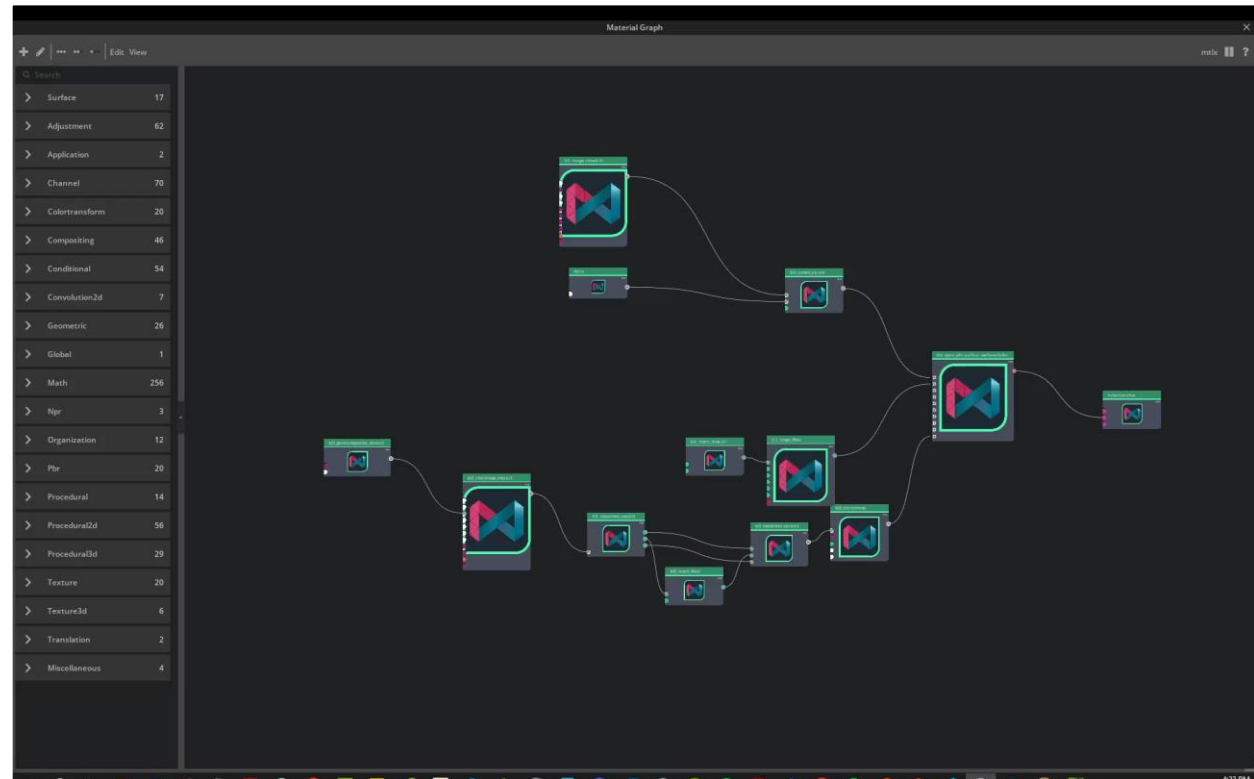 Material Graph
Edit View
mtlx ?
Search
Surface 17
Adjustment 62
Application 2
Channel 70
Colortransform 20
Compositing 46
Conditional 54
Convolution2d 7
Geometric 26
Global 1
Math 256
Npr 3
Organization 12
Pbr 20
Procedural 14
Procedural2d 56
Procedural3d 29
Texture 20
Texture3d 6
Translation 2
Miscellaneous 4